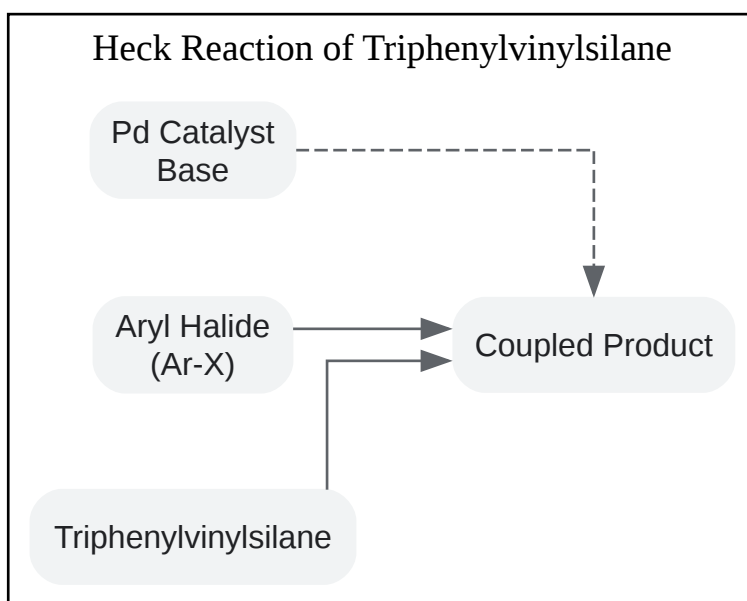 Heck Reaction of Triphenylvinylsilane
Pd Catalyst
Base
Aryl Halide
(Ar-X)
Coupled Product
Triphenylvinylsilane